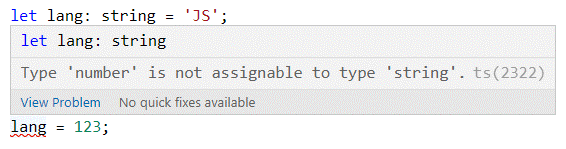 let lang: string = 'JS';
let lang: string
Type 'number' is not assignable to type 'string'. ts(2322)
View Problem No quick fixes available
lang = 123;